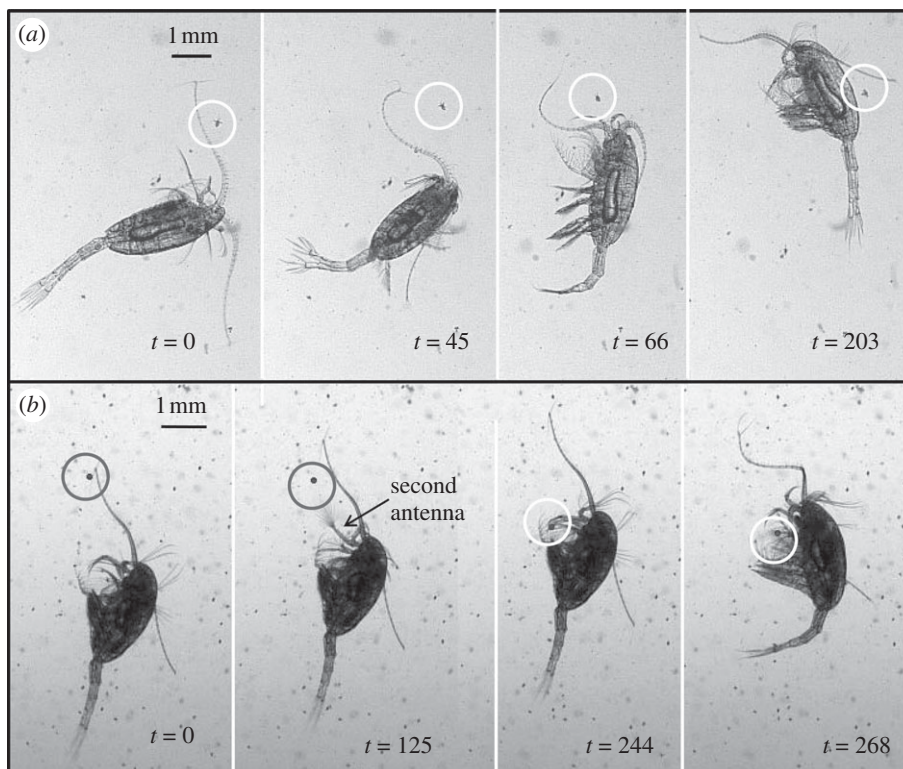 (a)
1 mm
t = 0
t = 45
t = 66
t = 203
(b)
1 mm
second
antenna
t = 0
t = 125
t = 244
t = 268